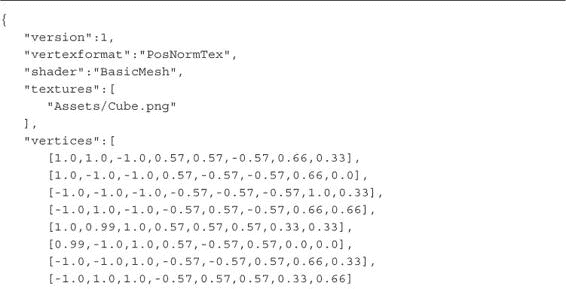 {
"version":1,
"vertexformat":"PosNormTex",
"shader":"BasicMesh",
"textures":[
"Assets/Cube.png"
],
"vertices":[
[1.0,1.0,-1.0,0.57,0.57,-0.57,0.66,0.33],
[1.0,-1.0,-1.0,0.57,-0.57,-0.57,0.66,0.0],
[-1.0,-1.0,-1.0,-0.57,-0.57,-0.57,1.0,0.33],
[-1.0,1.0,-1.0,-0.57,0.57,-0.57,0.66,0.66],
[1.0,0.99,1.0,0.57,0.57,0.57,0.33,0.33],
[0.99,-1.0,1.0,0.57,-0.57,0.57,0.0,0.0],
[-1.0,-1.0,1.0,-0.57,-0.57,0.57,0.66,0.33],
[-1.0,1.0,1.0,-0.57,0.57,0.57,0.33,0.66]